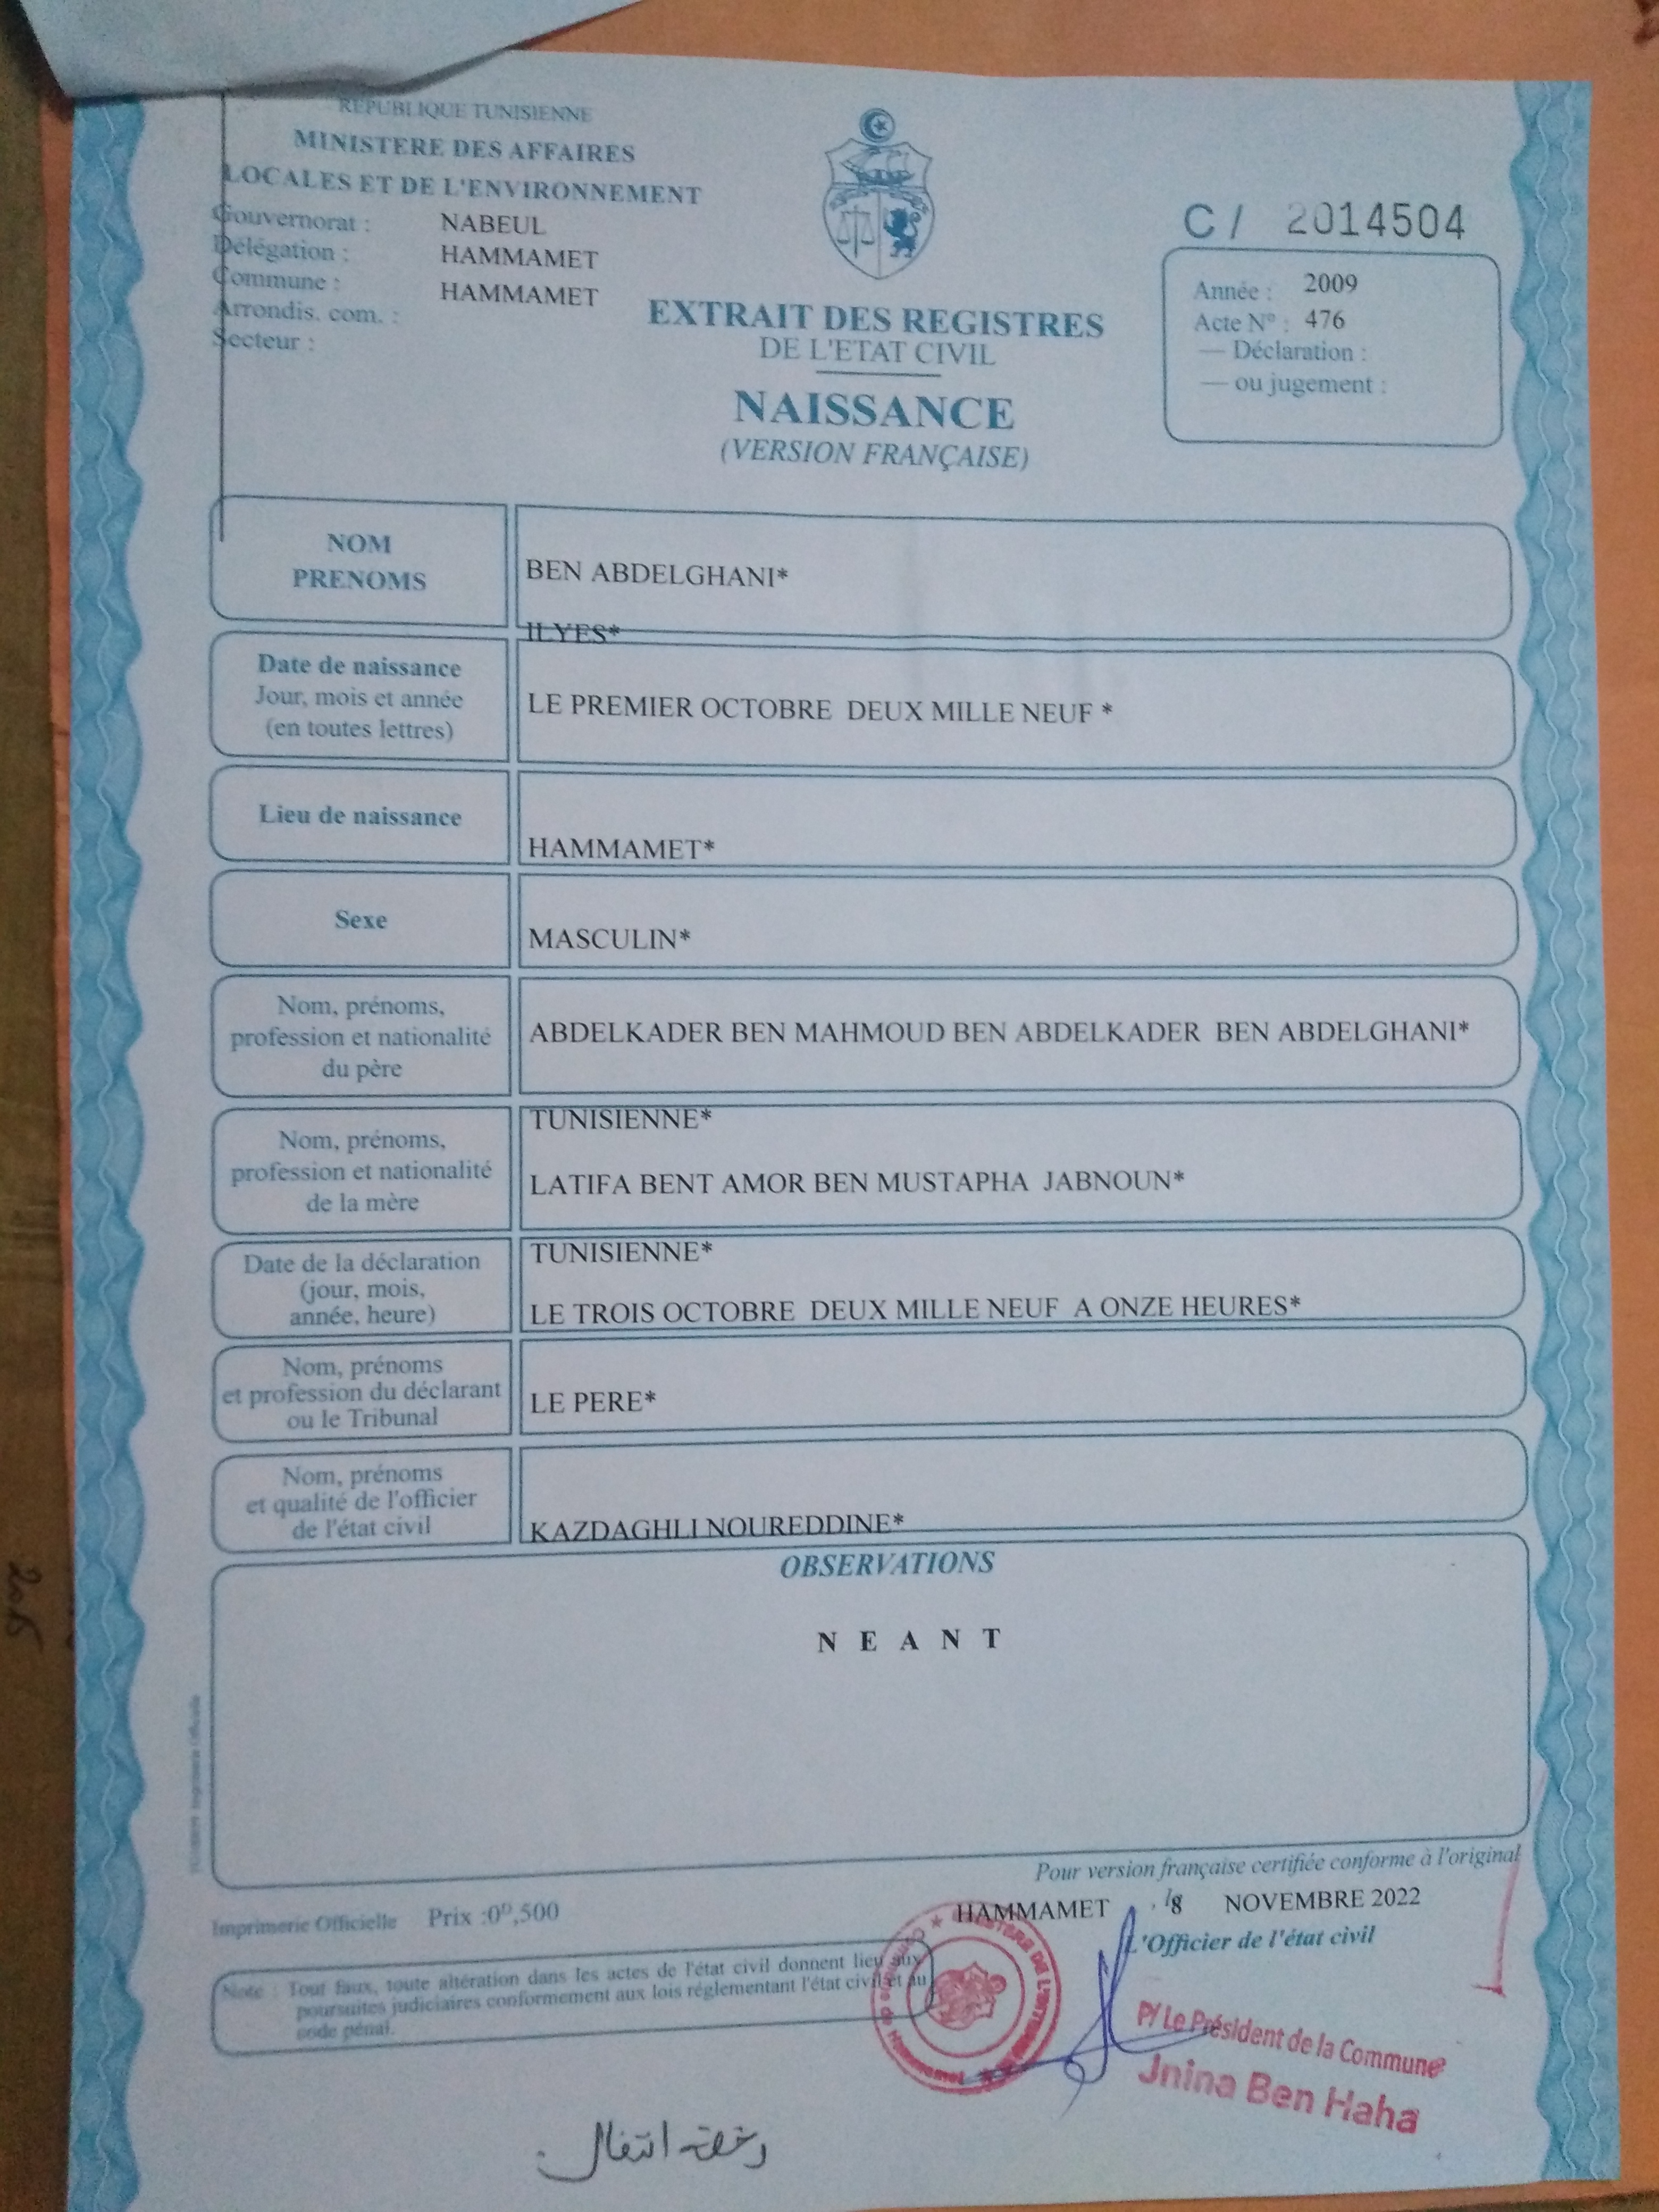 REPUBLIQUE TUNISIENNE
MINISTERE DES AFFAIRES
LOCALES ET DE L'ENVIRONNEMENT
Gouvernorat : NABEUL
Délégation : HAMMAMET
Commune : HAMMAMET
Arrondis. com. :
Secteur :
C / 2014504
Année : 2009
Acte N° : 476
— Déclaration :
— ou jugement :
EXTRAIT DES REGISTRES
DE L'ETAT CIVIL
NAISSANCE
(VERSION FRANÇAISE)
NOM
PRENOMS
BEN ABDELGHANI*
ILYES*
Date de naissance
Jour, mois et année
(en toutes lettres)
LE PREMIER OCTOBRE DEUX MILLE NEUF *
Lieu de naissance
HAMMAMET*
Sexe
MASCULIN*
Nom, prénoms,
profession et nationalité
du père
ABDELKADER BEN MAHMOUD BEN ABDELKADER BEN ABDELGHANI*
TUNISIENNE*
Nom, prénoms,
profession et nationalité
de la mère
LATIFA BENT AMOR BEN MUSTAPHA JABNOUN*
TUNISIENNE*
Date de la déclaration
(jour, mois,
année, heure)
LE TROIS OCTOBRE DEUX MILLE NEUF A ONZE HEURES*
Nom, prénoms
et profession du déclarant
ou le Tribunal
LE PERE*
Nom, prénoms
et qualité de l'officier
de l'état civil
KAZDAGHLI NOUREDDINE*
OBSERVATIONS
N E A N T
Pour version française certifiée conforme à l'original
HAMMAMET , 18 NOVEMBRE 2022
L'Officier de l'état civil
Imprimerie Officielle Prix :0ᴰ,500
Note : Tout faux, toute altération dans les actes de l'état civil donnent lieu aux
poursuites judiciaires conformement aux lois réglementant l'état civil et au
code pénal.
P/ Le Président de la Commune
Jnina Ben Haha